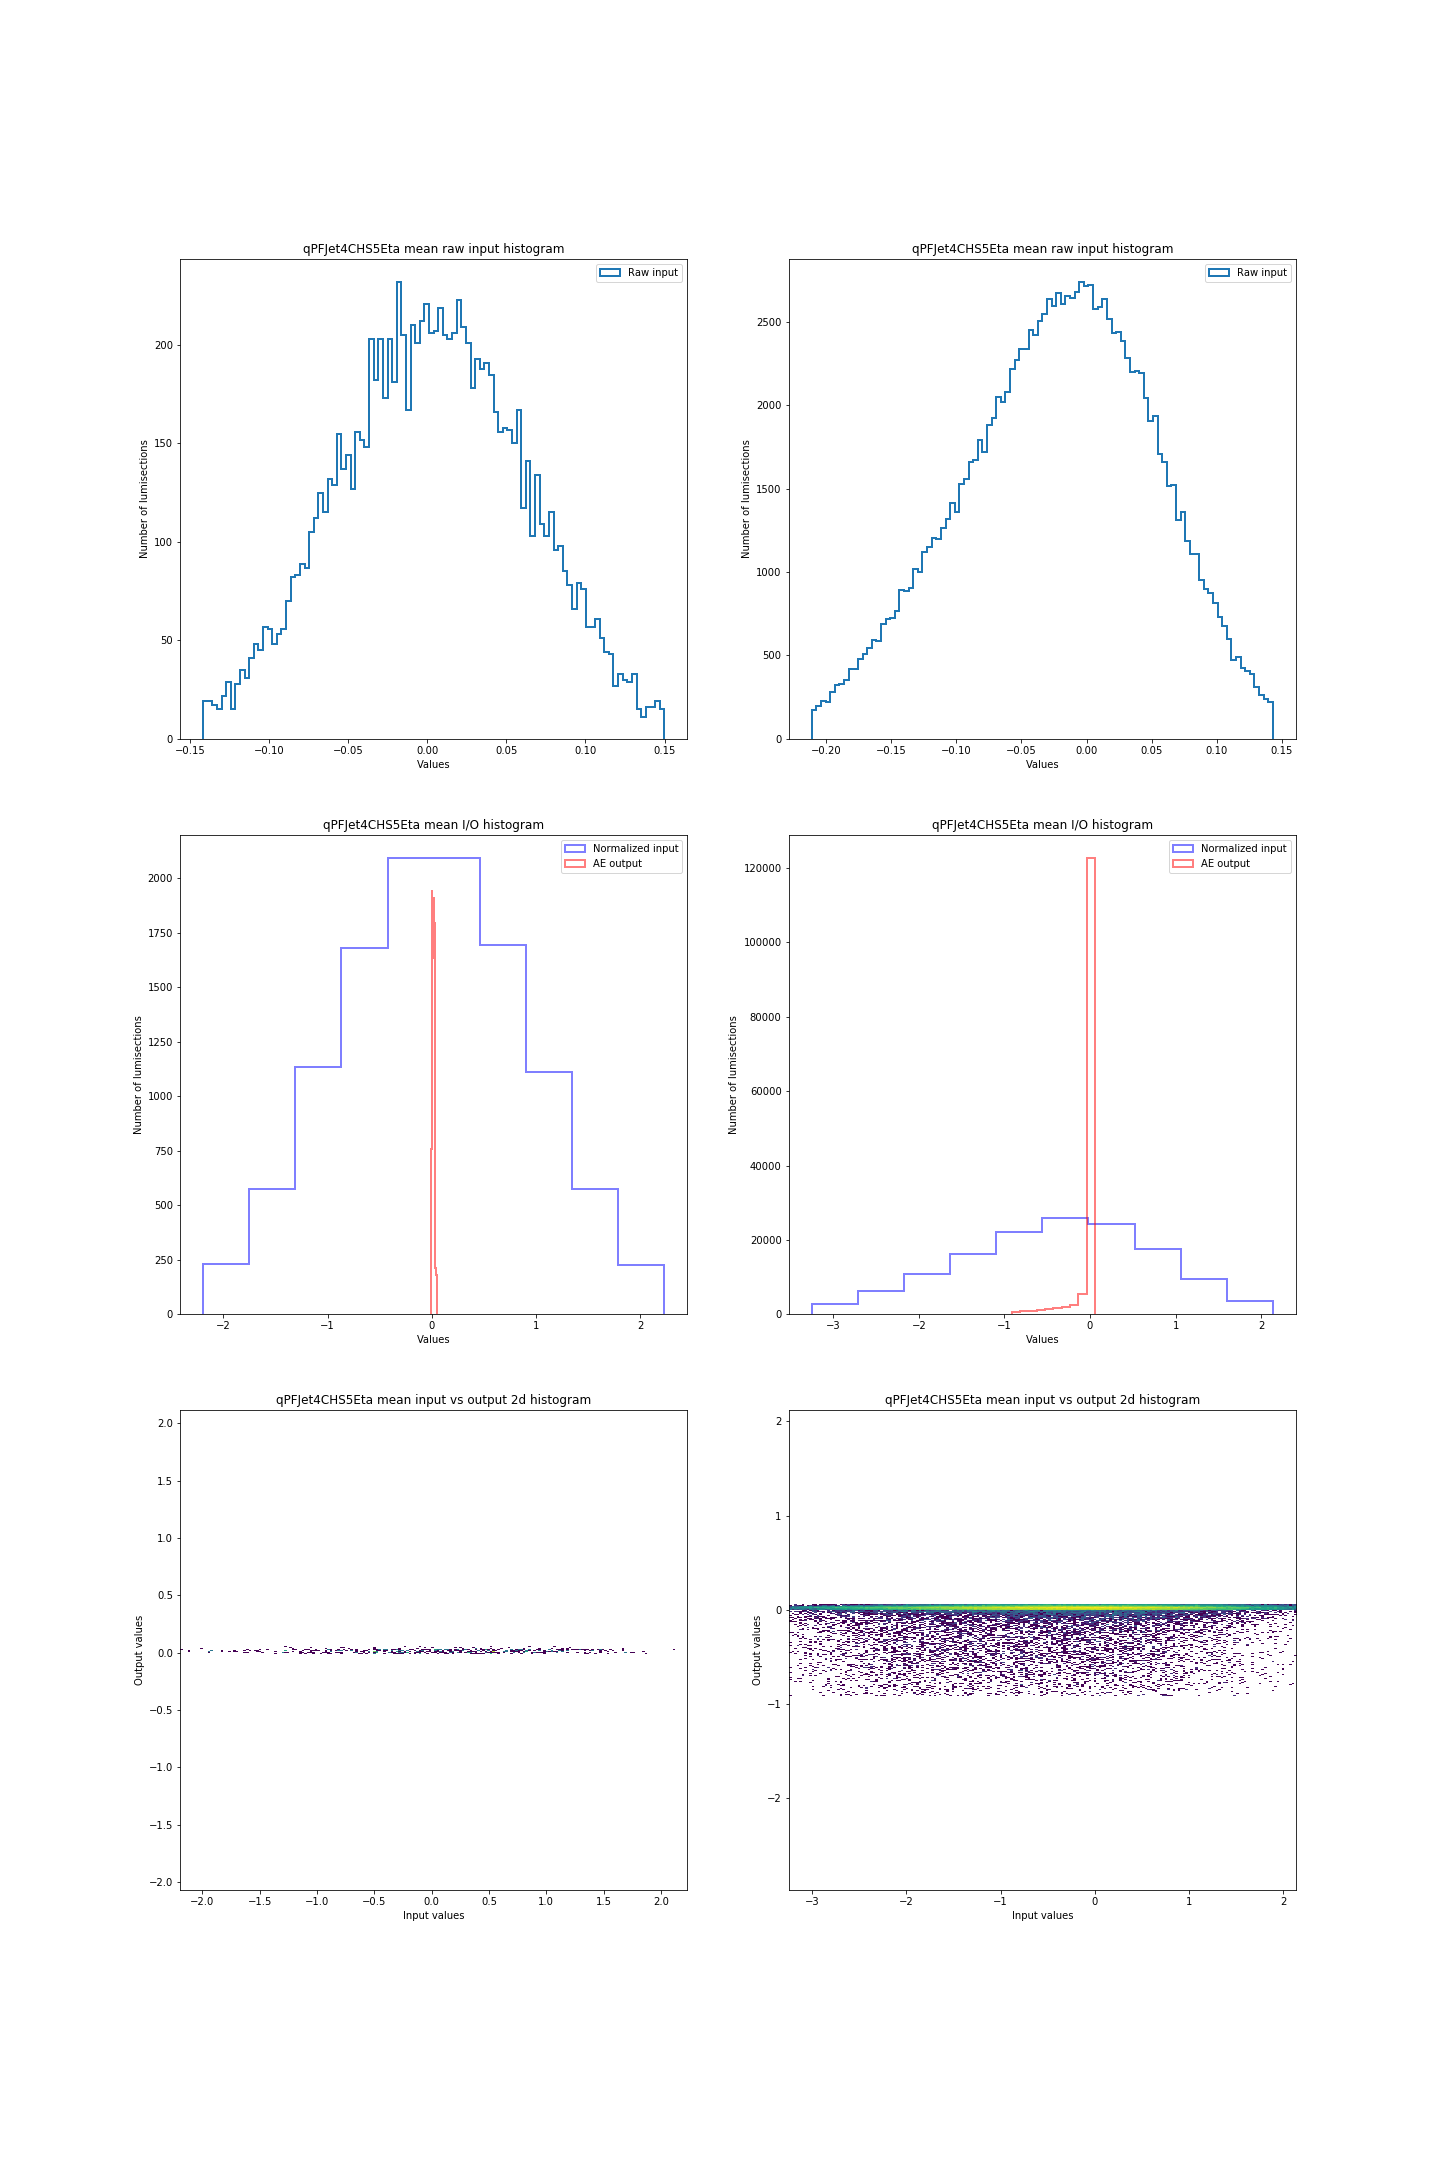 qPFJet4CHS5Eta mean raw input histogram
Raw input
200
150
100
50
0
Number of lumisections
−0.15 −0.10 −0.05 0.00 0.05 0.10 0.15
Values
qPFJet4CHS5Eta mean raw input histogram
Raw input
2500
2000
1500
1000
500
0
Number of lumisections
−0.20 −0.15 −0.10 −0.05 0.00 0.05 0.10 0.15
Values
qPFJet4CHS5Eta mean I/O histogram
Normalized input
AE output
2000
1750
1500
1250
1000
750
500
250
0
Number of lumisections
−2 −1 0 1 2
Values
qPFJet4CHS5Eta mean I/O histogram
Normalized input
AE output
120000
100000
80000
60000
40000
20000
0
Number of lumisections
−3 −2 −1 0 1 2
Values
qPFJet4CHS5Eta mean input vs output 2d histogram
2.0
1.5
1.0
0.5
0.0
−0.5
−1.0
−1.5
−2.0
Output values
−2.0 −1.5 −1.0 −0.5 0.0 0.5 1.0 1.5 2.0
Input values
qPFJet4CHS5Eta mean input vs output 2d histogram
2
1
0
−1
−2
Output values
−3 −2 −1 0 1 2
Input values